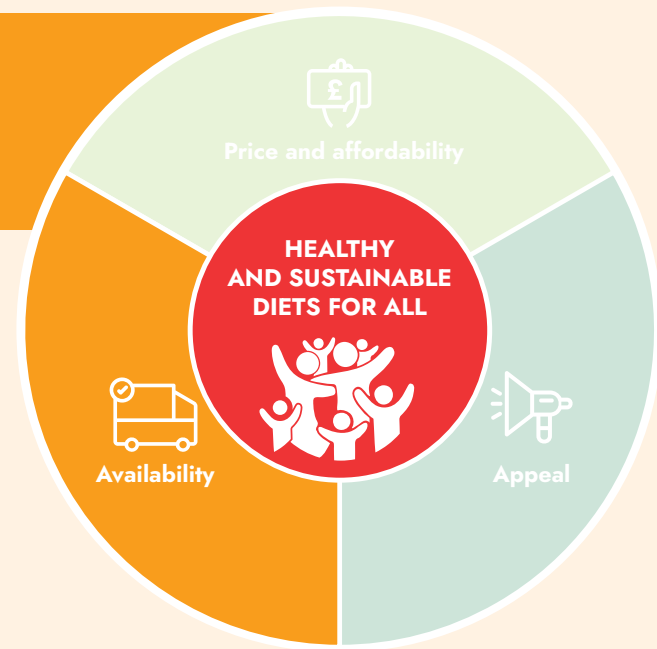 £
Price and affordability
HEALTHY
AND SUSTAINABLE
DIETS FOR ALL
Availability
Appeal